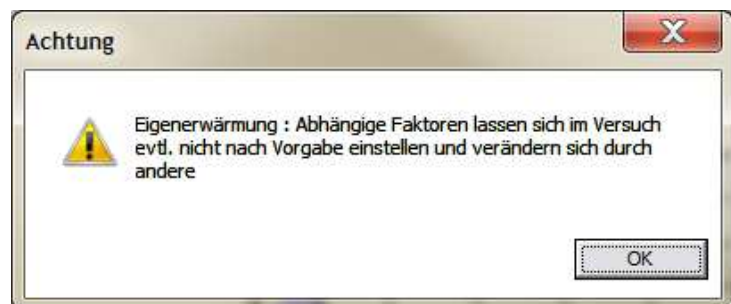 Achtung
Eigenerwärmung : Abhängige Faktoren lassen sich im Versuch
evtl. nicht nach Vorgabe einstellen und verändern sich durch
andere
OK